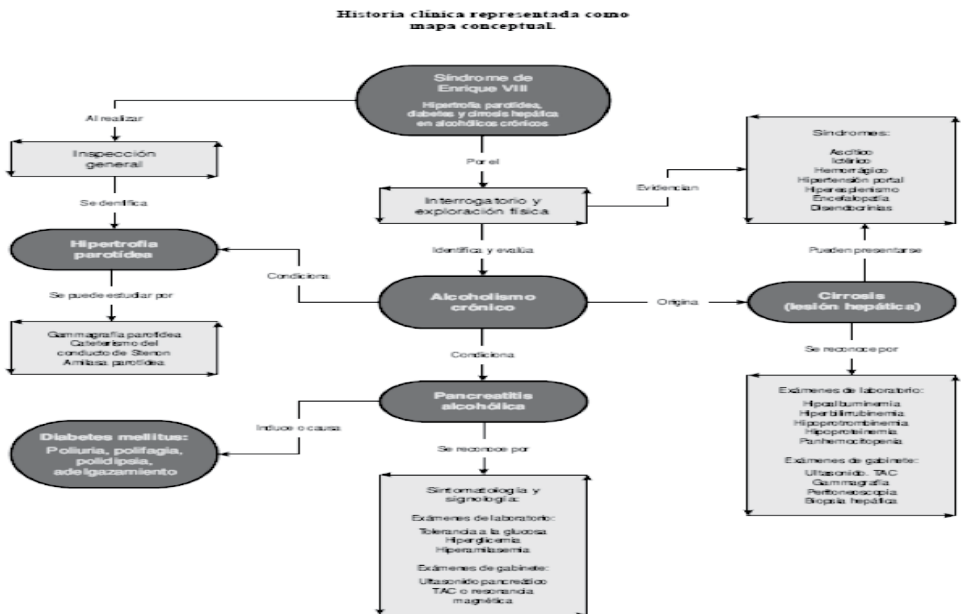 Historia clínica representada como
mapa conceptual.
Síndrome de
Enrique VIII
Hipertrofia parotídea,
diabetes y cirrosis hepática
en alcohólicos crónicos
Al realizar
Inspección
general
Se identifica
Hipertrofia
parotídea
Se puede estudiar por
Gammagrafía parotídea
Cateterismo del
conducto de Stenon
Amilasa parotídea
Por el
Interrogatorio y
exploración física
Evidencian
Síndromes:
Ascítico
Ictérico
Hemorrágico
Hipertensión portal
Hiperesplenismo
Encefalopatía
Disendocrinias
Identifica y evalúa
Condiciona
Alcoholismo
crónico
Origina
Pueden presentarse
Cirrosis
(lesión hepática)
Se reconoce por
Exámenes de laboratorio:
Hipoalbuminemia
Hiperbilirrubinemia
Hipoprotrombinemia
Hipoproteinemia
Panhemocitopenia
Exámenes de gabinete:
Ultasonido, TAC
Gammagrafía
Peritoneoscopia
Biopsia hepática
Condiciona
Pancreatitis
alcohólica
Induce o causa
Diabetes mellitus:
Poliuria, polifagia,
polidipsia,
adelgazamiento
Se reconoce por
Sintomatología y
signología:
Exámenes de laboratorio:
Tolerancia a la glucosa
Hiperglicemia
Hiperamilasemia
Exámenes de gabinete:
Ultasonido pancreático
TAC o resonancia
magnética